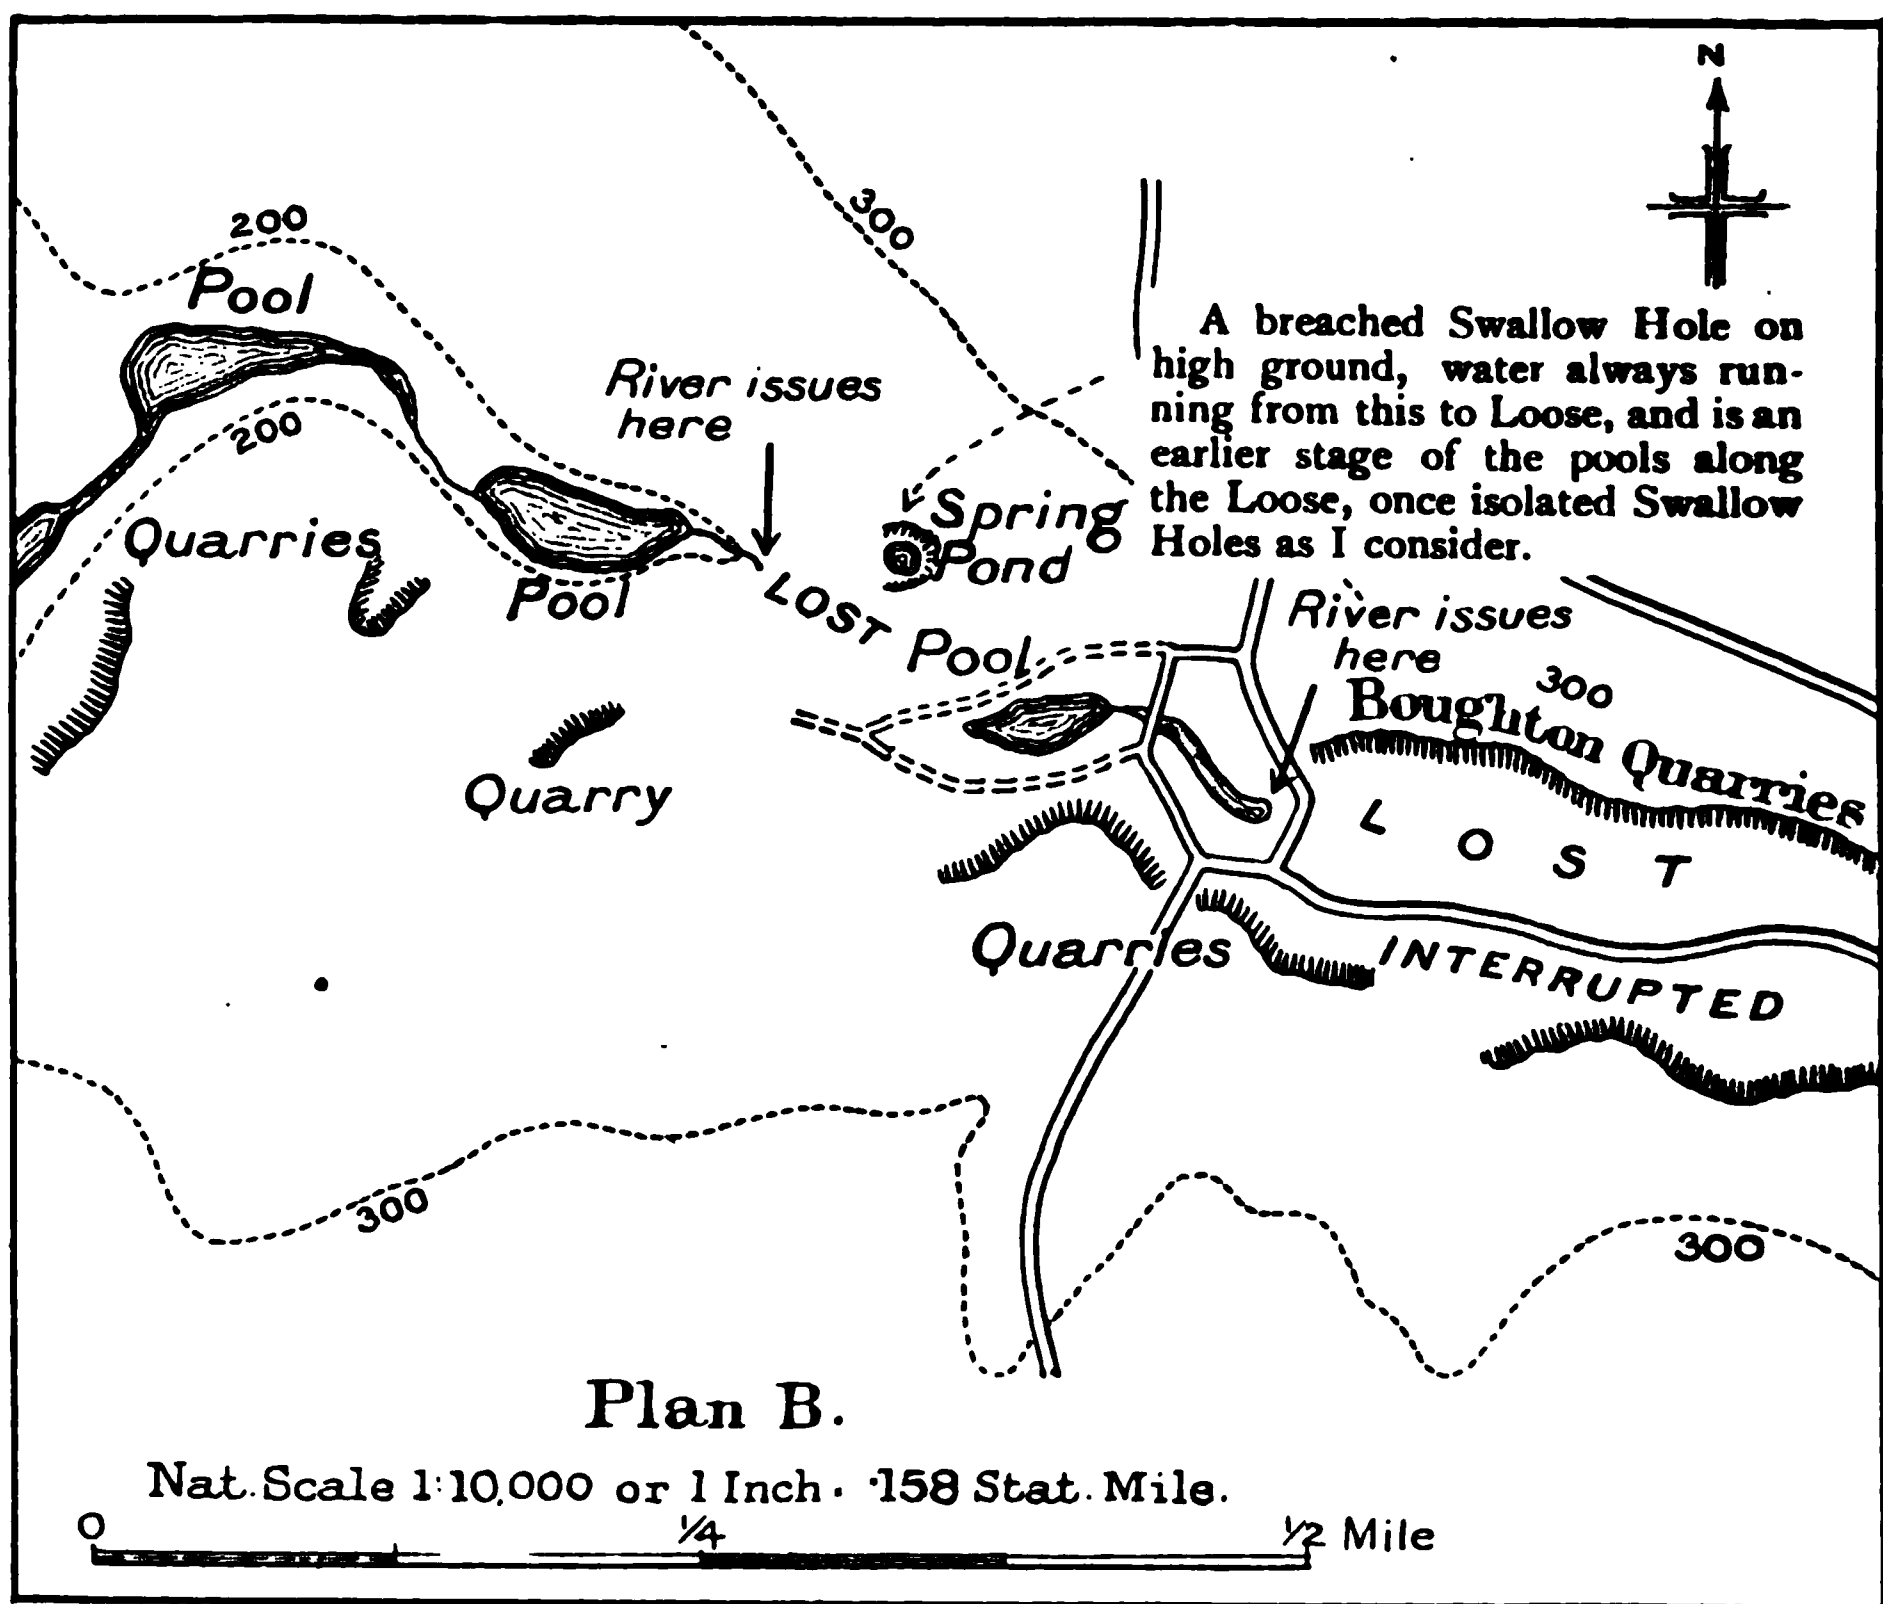 N
200
Pool
300
A breached Swallow Hole on
high ground, water always run-
ning from this to Loose, and is an
earlier stage of the pools along
the Loose, once isolated Swallow
Holes as I consider.
River issues
here
200
Quarries
Pool
Spring
Pond
LOST
Pool
River issues
here
300
Boughton Quarries
Quarry
LOST
Quarries
INTERRUPTED
300
300
Plan B.
Nat. Scale 1:10,000 or 1 Inch · ·158 Stat. Mile.
0 1/4 1/2 Mile